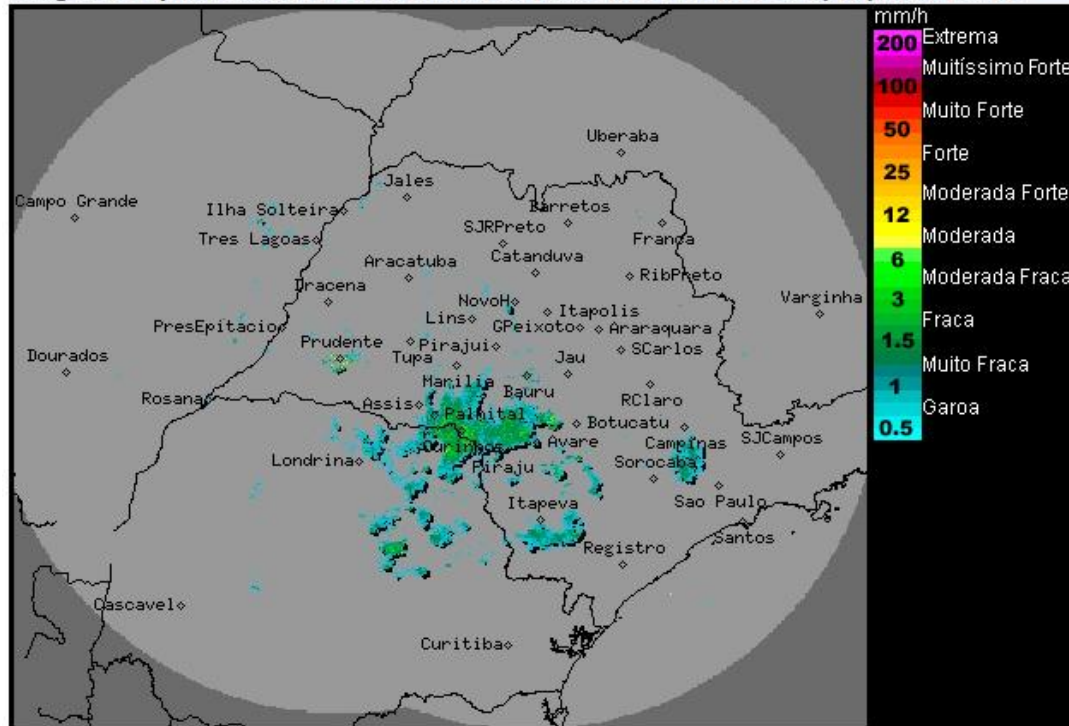 mm/h
200 Extrema
Muitíssimo Forte
100
Muito Forte
50
Forte
25
Moderada Forte
12
Moderada
6
Moderada Fraca
3
Fraca
1.5
Muito Fraca
1
Garoa
0.5
Uberaba
Jales
Campo Grande
Ilha Solteira
Barretos
SJRPreto
Franca
Tres Lagoas
Catanduva
Aracatuba
RibPreto
Dracena
NovoH
Itapolis
Varginha
Lins
PresEpitacio
GPeixoto
Araraquara
Prudente
Pirajui
SCarlos
Dourados
Tupa
Jau
Marilia
Bauru
Rosana
Assis
RClaro
Palmital
Botucatu
Ourinhos
Avare
Campinas
SJCampos
Londrina
Piraju
Sorocaba
Itapeva
Sao Paulo
Santos
Registro
Cascavel
Curitiba